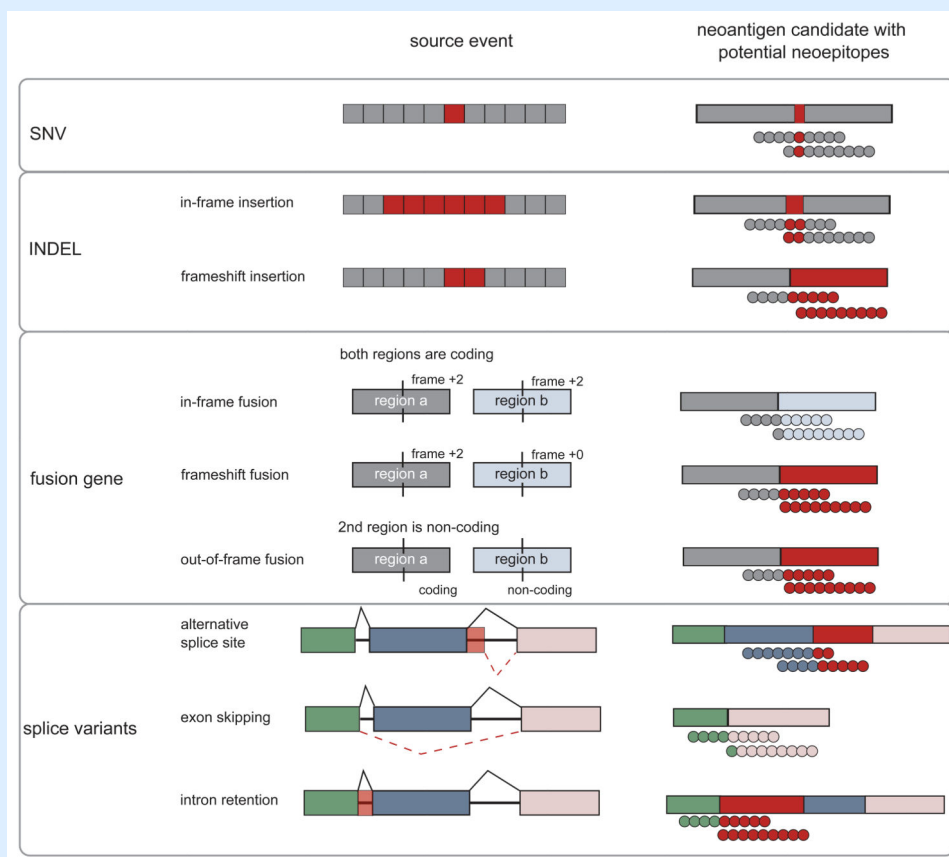 source event
neoantigen candidate with
potential neoepitopes
SNV
INDEL
in-frame insertion
frameshift insertion
fusion gene
both regions are coding
in-frame fusion
frame +2
region a
frame +2
region b
frameshift fusion
frame +2
region a
frame +0
region b
2nd region is non-coding
out-of-frame fusion
region a
region b
coding
non-coding
splice variants
alternative
splice site
exon skipping
intron retention